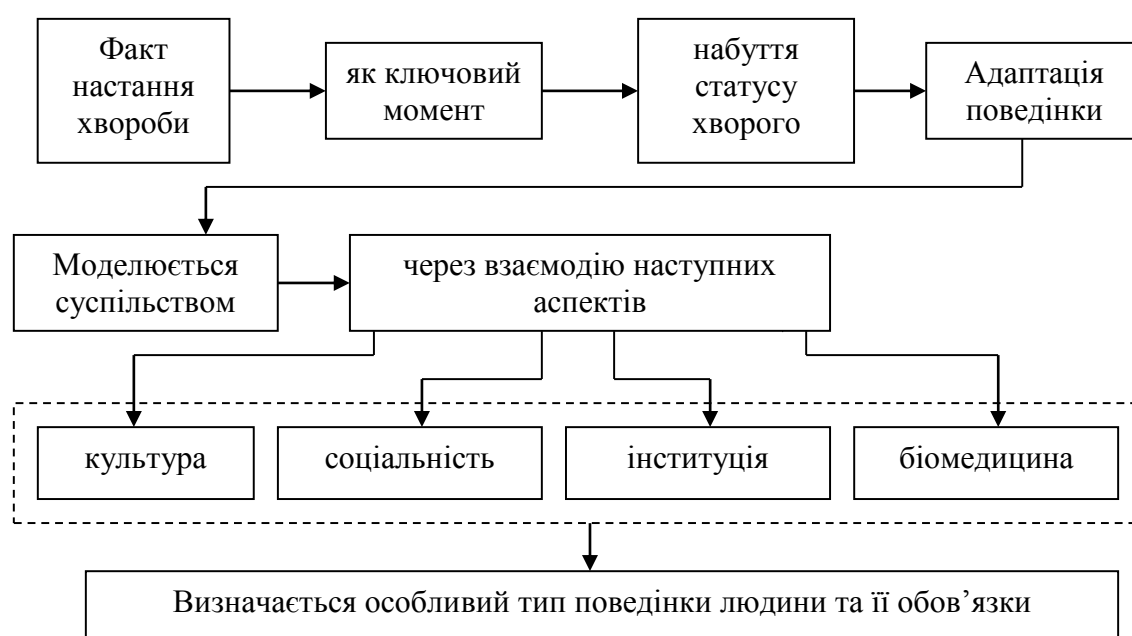 Факт
настання
хвороби
як ключовий
момент
набуття
статусу
хворого
Адаптація
поведінки
Моделюється
суспільством
через взаємодію наступних
аспектів
культура
соціальність
інституція
біомедицина
Визначається особливий тип поведінки людини та її обов’язки